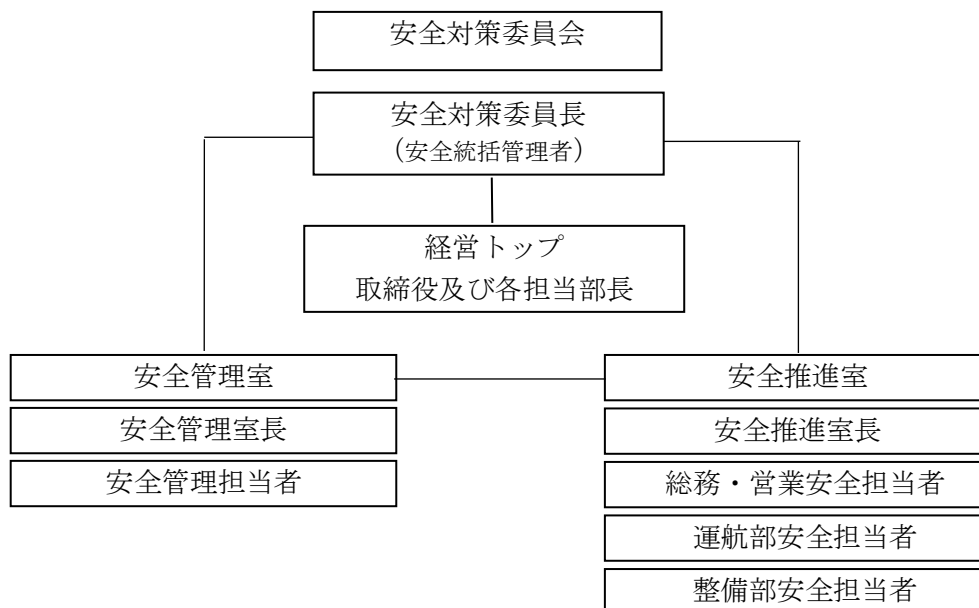 安全対策委員会
安全対策委員長
（安全統括管理者）
経営トップ
取締役及び各担当部長
安全管理室
安全管理室長
安全管理担当者
安全推進室
安全推進室長
総務・営業安全担当者
運航部安全担当者
整備部安全担当者